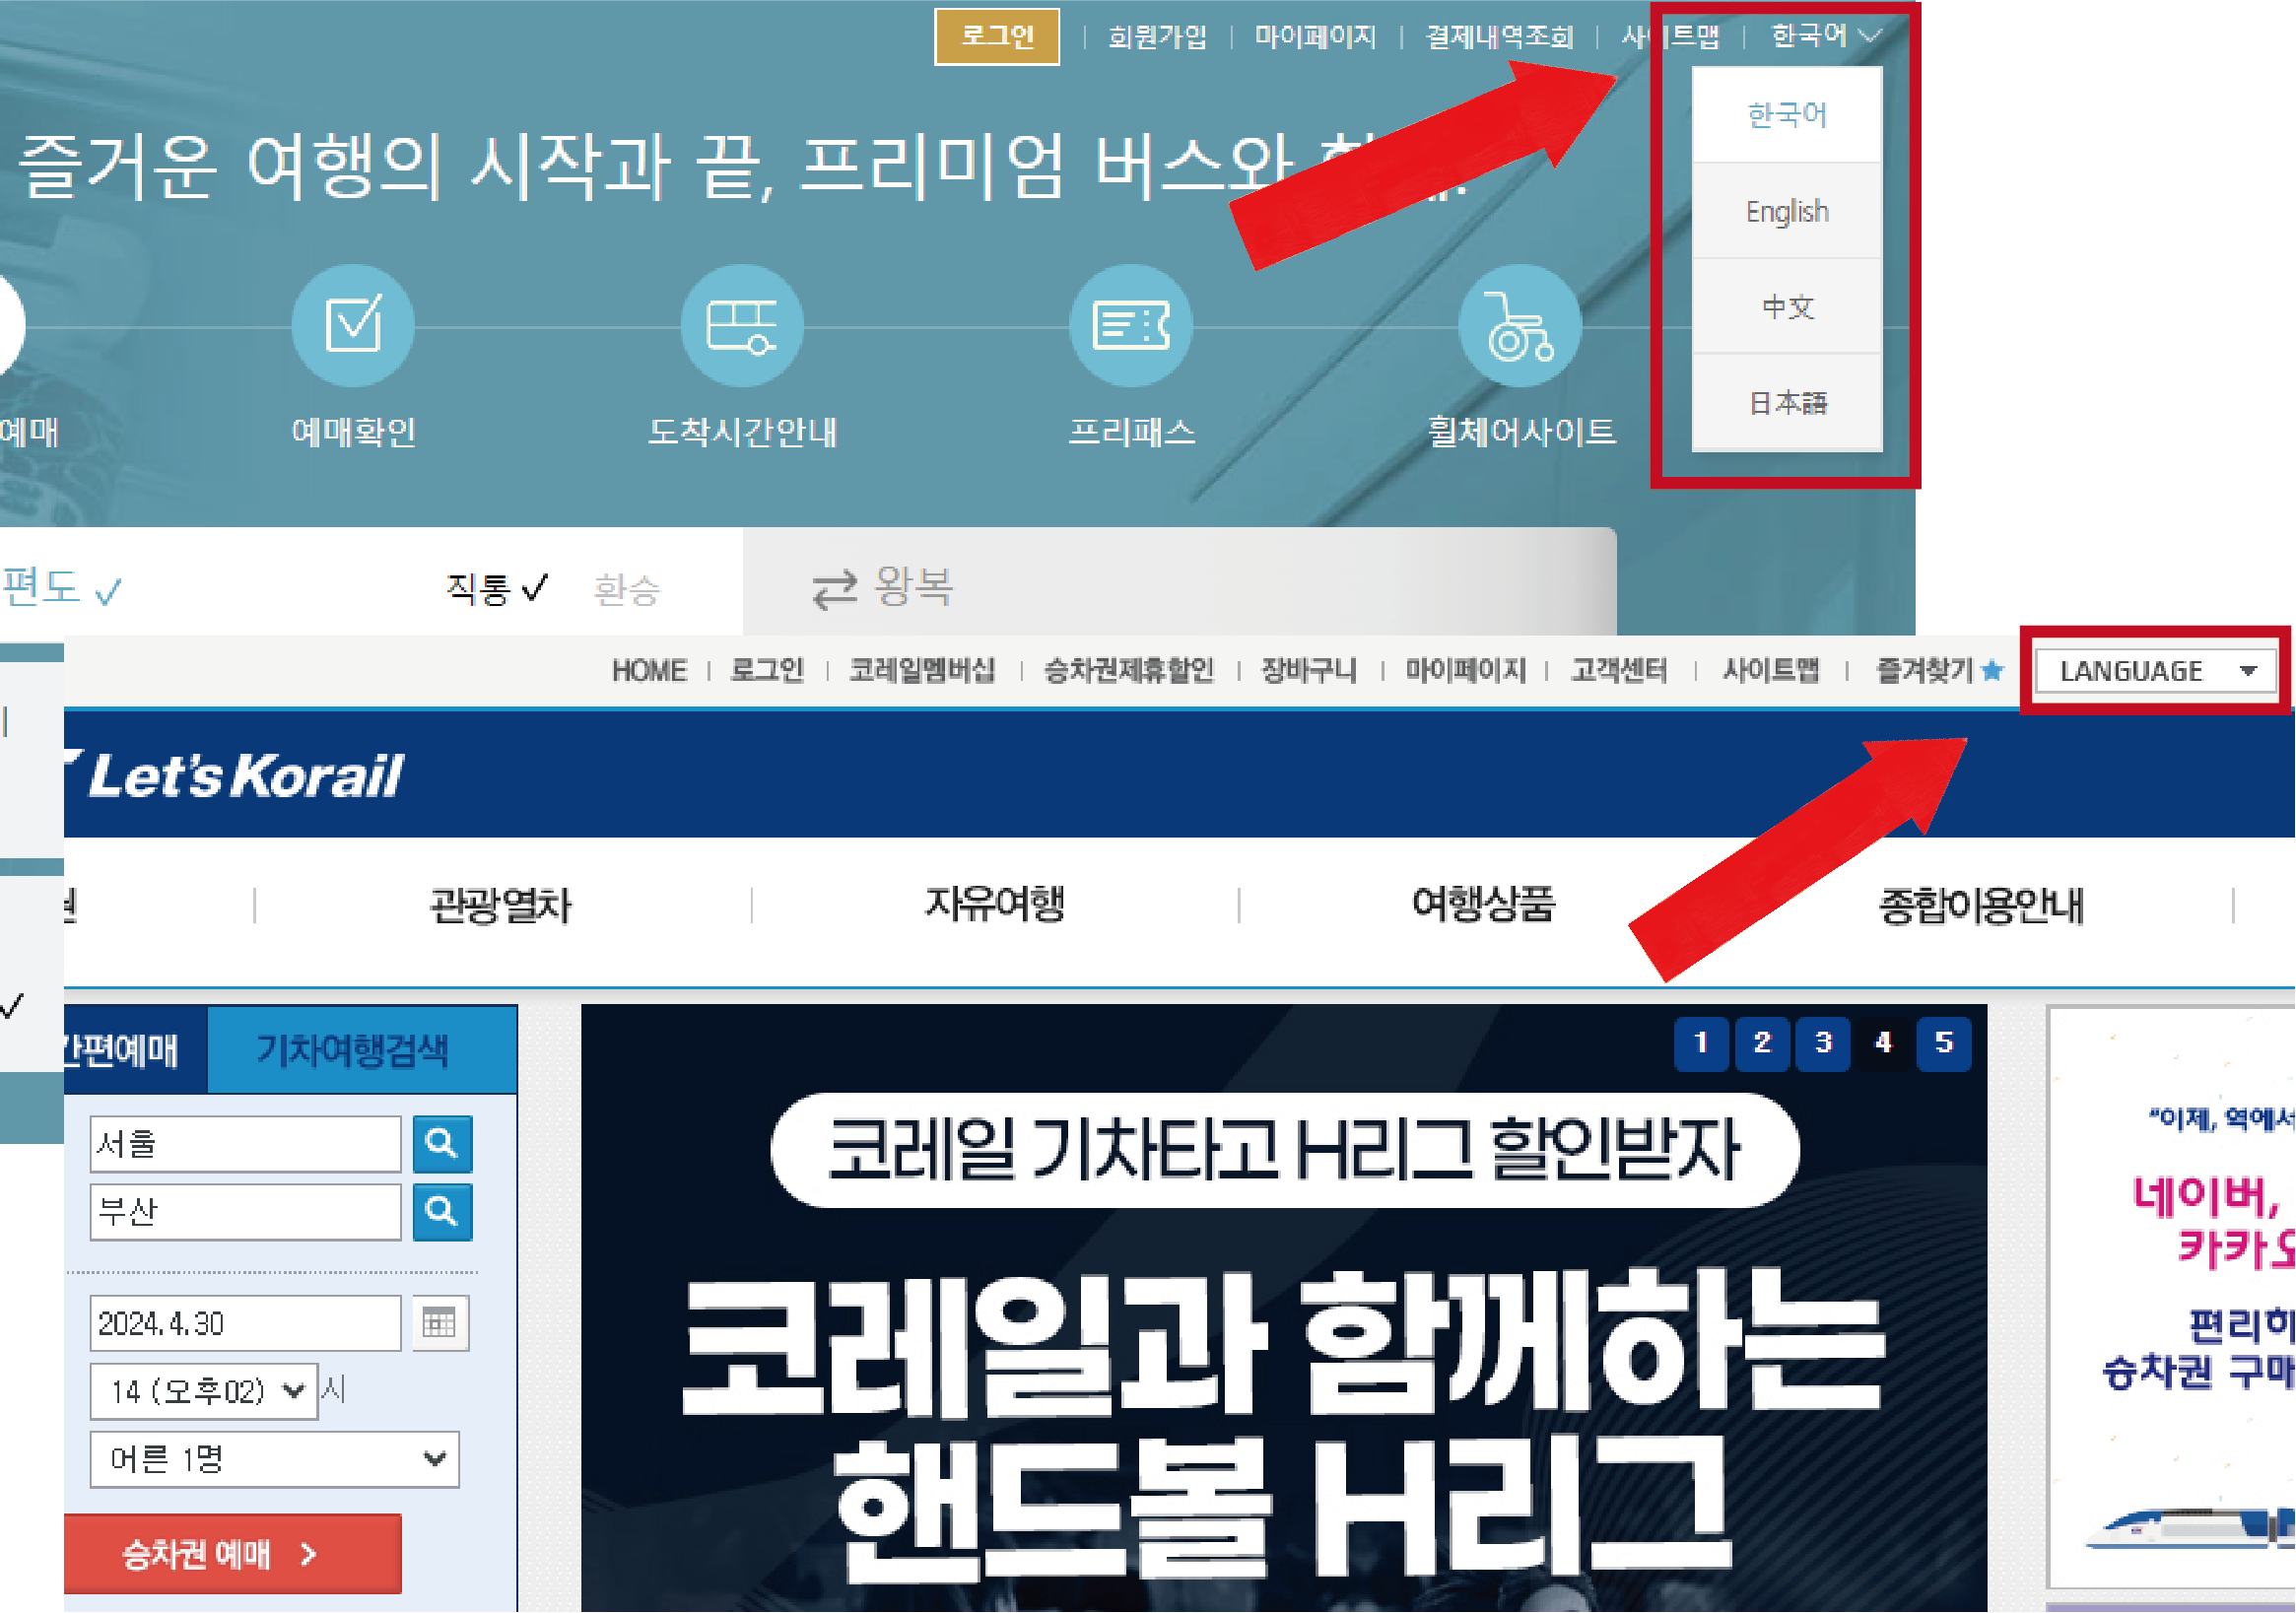 로그인 회원가입 마이페이지 결제내역조회 사이트맵 한국어
한국어
English
中文
日本語
즐거운 여행의 시작과 끝, 프리미엄 버스와
예매 예매확인 도착시간안내 프리패스 휠체어사이트
편도 직통 환승 왕복
HOME 로그인 코레일멤버십 승차권제휴할인 장바구니 마이페이지 고객센터 사이트맵 즐겨찾기 LANGUAGE
Let's Korail
관광열차 자유여행 여행상품 종합이용안내
간편예매 기차여행검색
서울
부산
2024.4.30
14 (오후02) 시
어른 1명
승차권 예매
1 2 3 4 5
코레일 기차타고 H리그 할인받자
코레일과 함께하는
핸드볼 H리그
"이제, 역에서
네이버,
카카오
편리하
승차권 구매